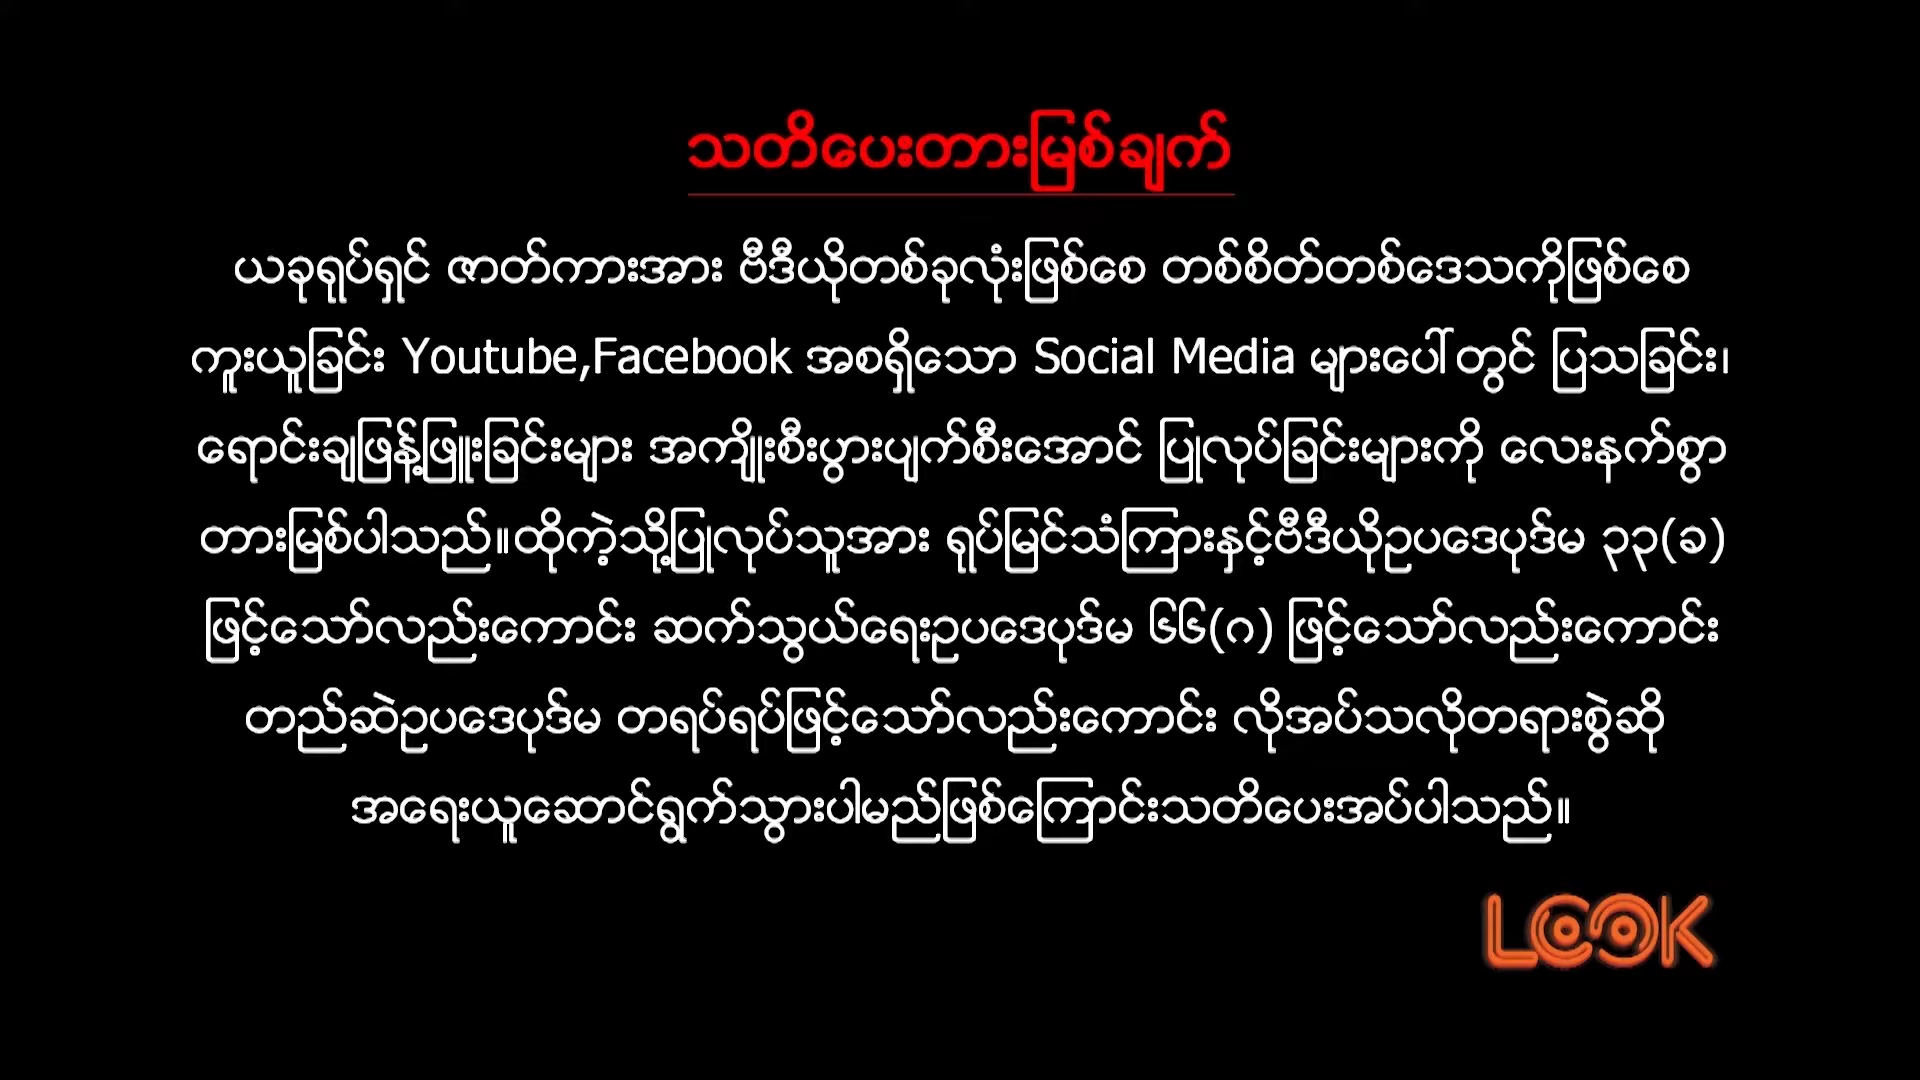 သတိပေးတားမြစ်ချက်
ယခုရုပ်ရှင် ဇာတ်ကားအား ဗီဒီယိုတစ်ခုလုံးဖြစ်စေ တစ်စိတ်တစ်ဒေသကိုဖြစ်စေ
ကူးယူခြင်း Youtube,Facebook အစရှိသော Social Media များပေါ်တွင် ပြသခြင်း၊
ရောင်းချဖြန့်ဖြူးခြင်းများ အကျိုးစီးပွားပျက်စီးအောင် ပြုလုပ်ခြင်းများကို လေးနက်စွာ
တားမြစ်ပါသည်။ထိုကဲ့သို့ပြုလုပ်သူအား ရုပ်မြင်သံကြားနှင့်ဗီဒီယိုဥပဒေပုဒ်မ ၃၃(ခ)
ဖြင့်သော်လည်းကောင်း ဆက်သွယ်ရေးဥပဒေပုဒ်မ ၆၆(ဂ) ဖြင့်သော်လည်းကောင်း
တည်ဆဲဥပဒေပုဒ်မ တရပ်ရပ်ဖြင့်သော်လည်းကောင်း လိုအပ်သလိုတရားစွဲဆို
အရေးယူဆောင်ရွက်သွားပါမည်ဖြစ်ကြောင်းသတိပေးအပ်ပါသည်။
LOOK